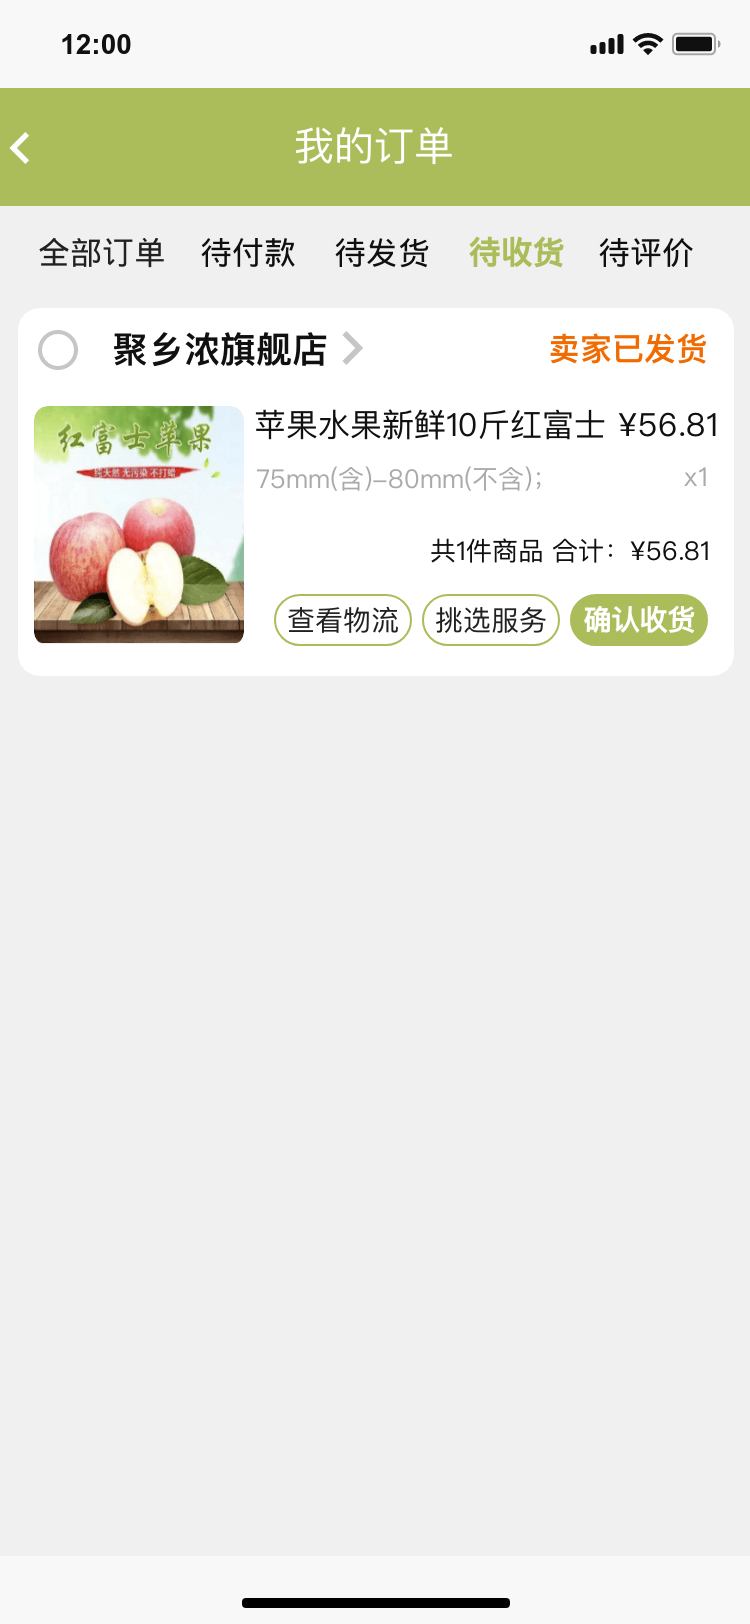 12:00
我的订单
全部订单 待付款 待发货 待收货 待评价
聚乡浓旗舰店 卖家已发货
红富士苹果
纯天然 无污染 不打蜡
苹果水果新鲜10斤红富士 ¥56.81
75mm(含)–80mm(不含); x1
共1件商品 合计：¥56.81
查看物流 挑选服务 确认收货